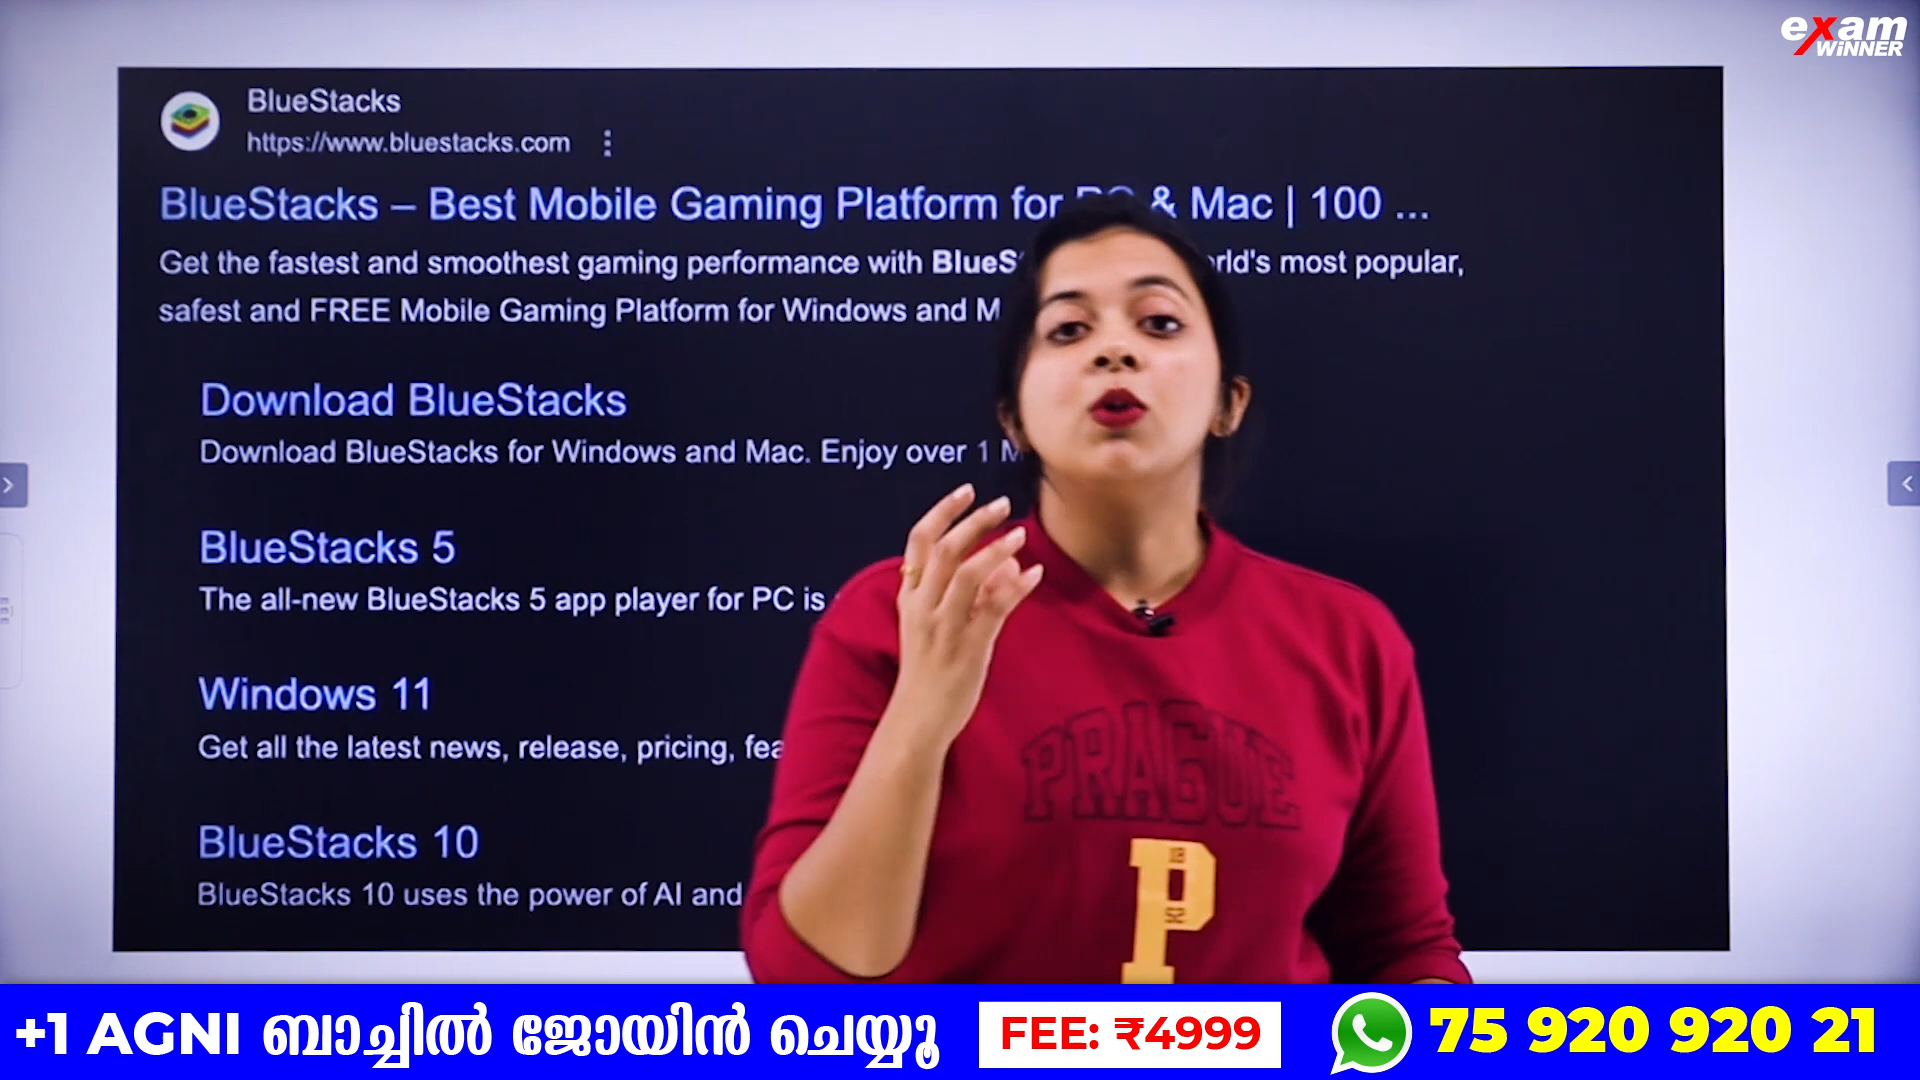 exam
WiNNER
BlueStacks
https://www.bluestacks.com
BlueStacks – Best Mobile Gaming Platform for & Mac | 100 ...
Get the fastest and smoothest gaming performance with most popular,
safest and FREE Mobile Gaming Platform for Windows and
Download BlueStacks
Download BlueStacks for Windows and Mac. Enjoy over 1
BlueStacks 5
The all-new BlueStacks 5 app player for PC is
Windows 11
Get all the latest news, release, pricing,
BlueStacks 10
BlueStacks 10 uses the power of AI and
PRAGUE
P
+1 AGNI ബാച്ചിൽ ജോയിൻ ചെയ്യൂ
FEE: ₹4999
75 920 920 21